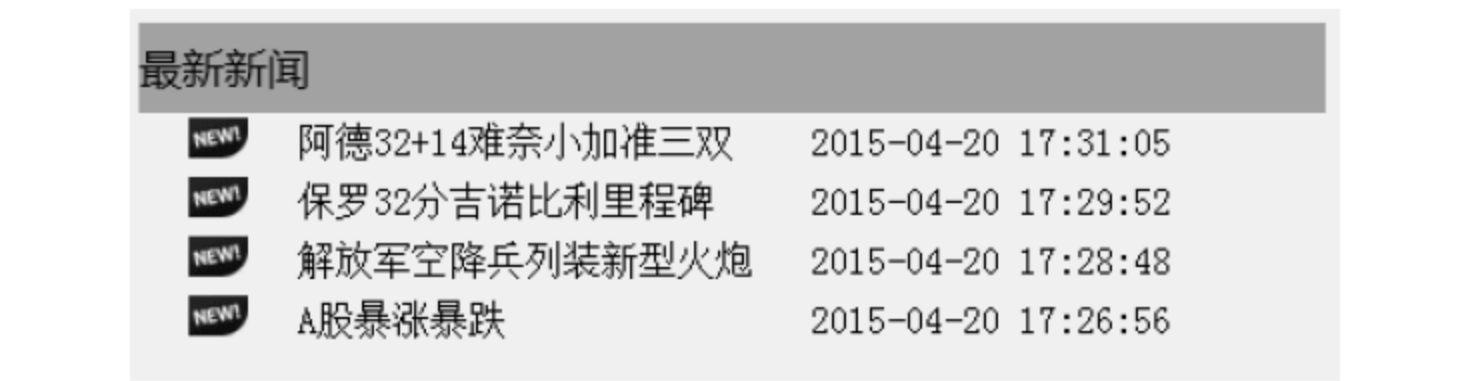 最新新闻
NEW! 阿德32+14难奈小加准三双 2015-04-20 17:31:05
NEW! 保罗32分吉诺比利里程碑 2015-04-20 17:29:52
NEW! 解放军空降兵列装新型火炮 2015-04-20 17:28:48
NEW! A股暴涨暴跌 2015-04-20 17:26:56